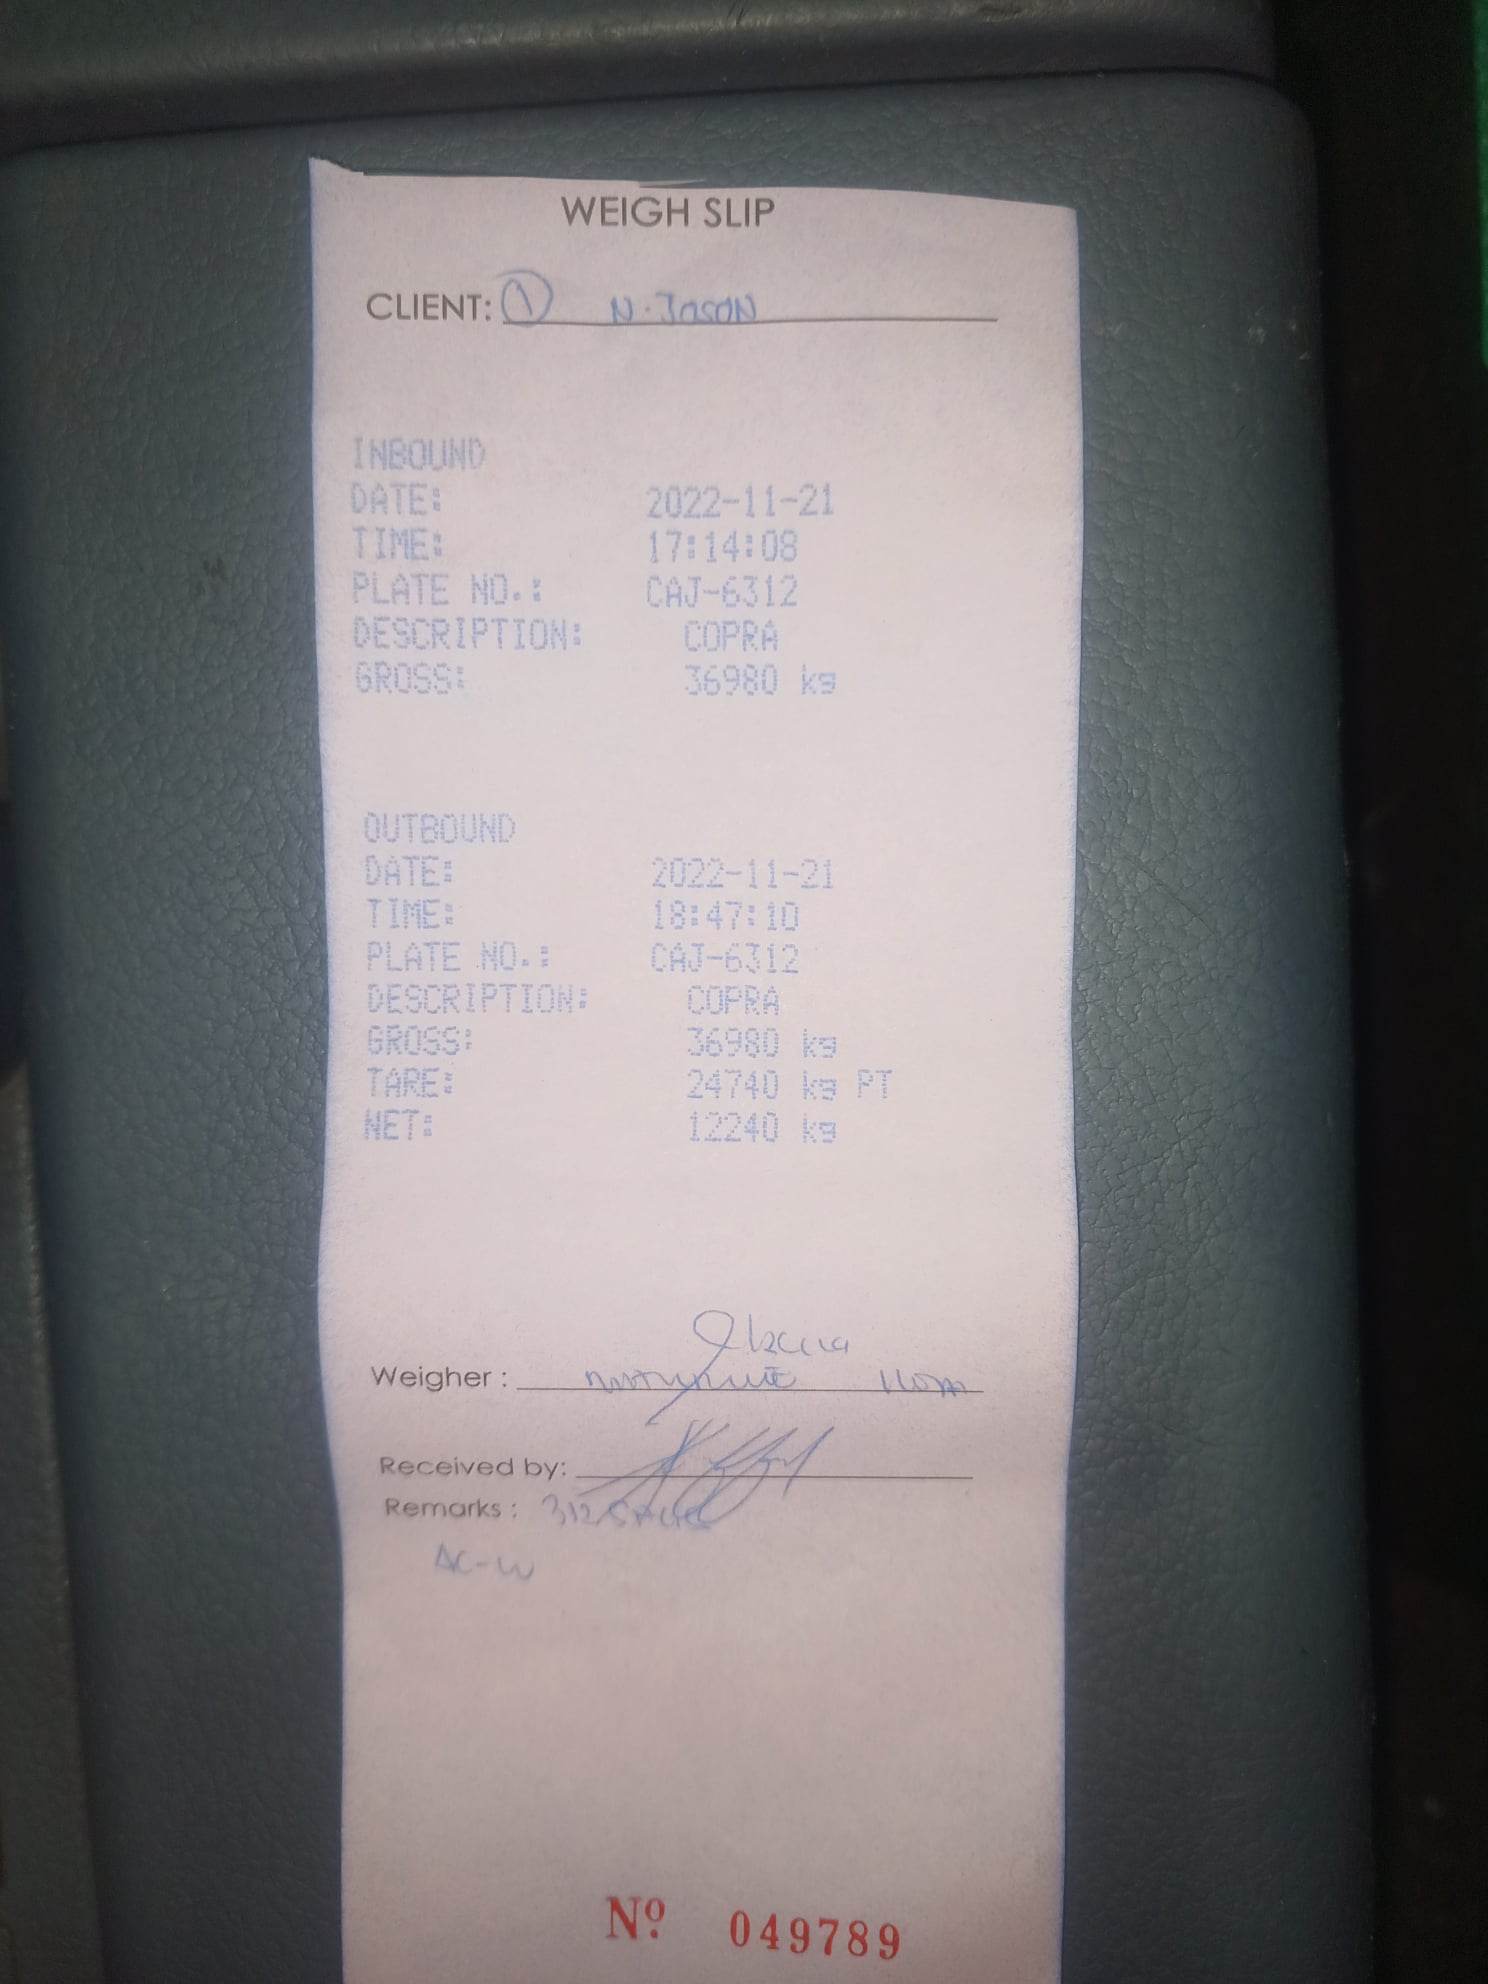 WEIGH SLIP
CLIENT: 1 N. JASON
INBOUND
DATE: 2022-11-21
TIME: 17:14:08
PLATE NO.: CAJ-6312
DESCRIPTION: COPRA
GROSS: 36980 kg
OUTBOUND
DATE: 2022-11-21
TIME: 18:47:10
PLATE NO.: CAJ-6312
DESCRIPTION: COPRA
GROSS: 36980 kg
TARE: 24740 kg PT
NET: 12240 kg
Weigher :
Received by:
Remarks : 312 SACKS
AC-W
Nº 049789